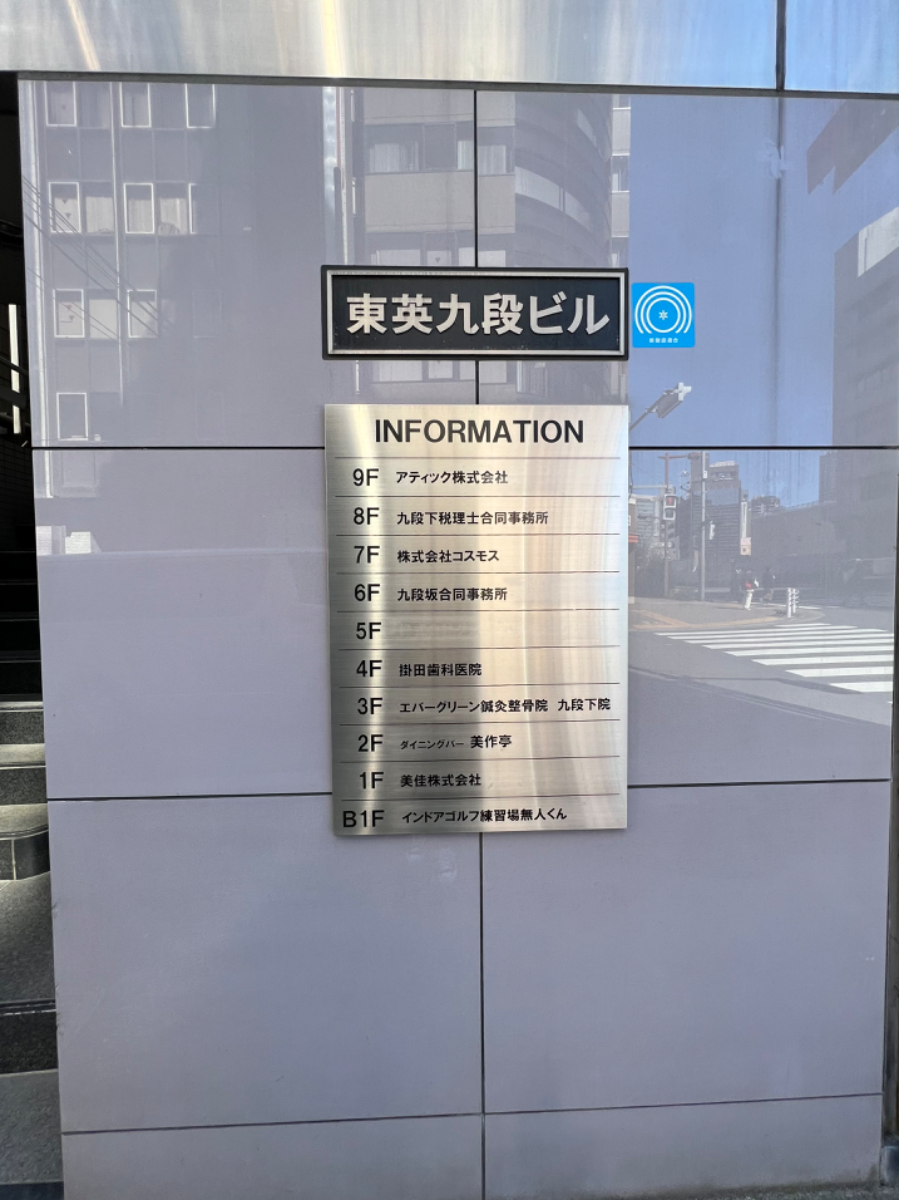 東英九段ビル
INFORMATION
9F アティック株式会社
8F 九段下税理士合同事務所
7F 株式会社コスモス
6F 九段坂合同事務所
5F
4F 掛田歯科医院
3F エバーグリーン鍼灸整骨院 九段下院
2F ダイニングバー 美作亭
1F 美佳株式会社
B1F インドアゴルフ練習場無人くん